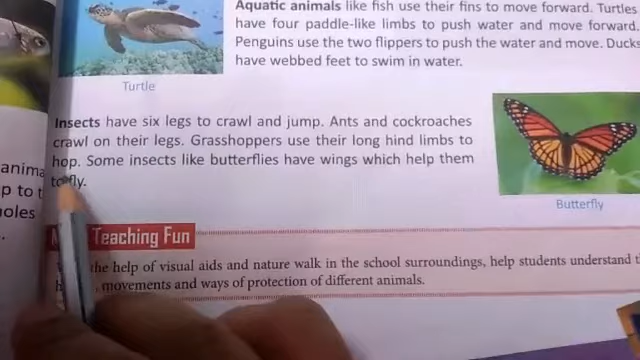 Aquatic animals like fish use their fins to move forward. Turtles
have four paddle-like limbs to push water and move forward.
Penguins use the two flippers to push the water and move. Ducks
have webbed feet to swim in water.
Turtle
Insects have six legs to crawl and jump. Ants and cockroaches
crawl on their legs. Grasshoppers use their long hind limbs to
hop. Some insects like butterflies have wings which help them
to fly.
Butterfly
anima
p to t
holes
.
Teaching Fun
the help of visual aids and nature walk in the school surroundings, help students understand t
movements and ways of protection of different animals.